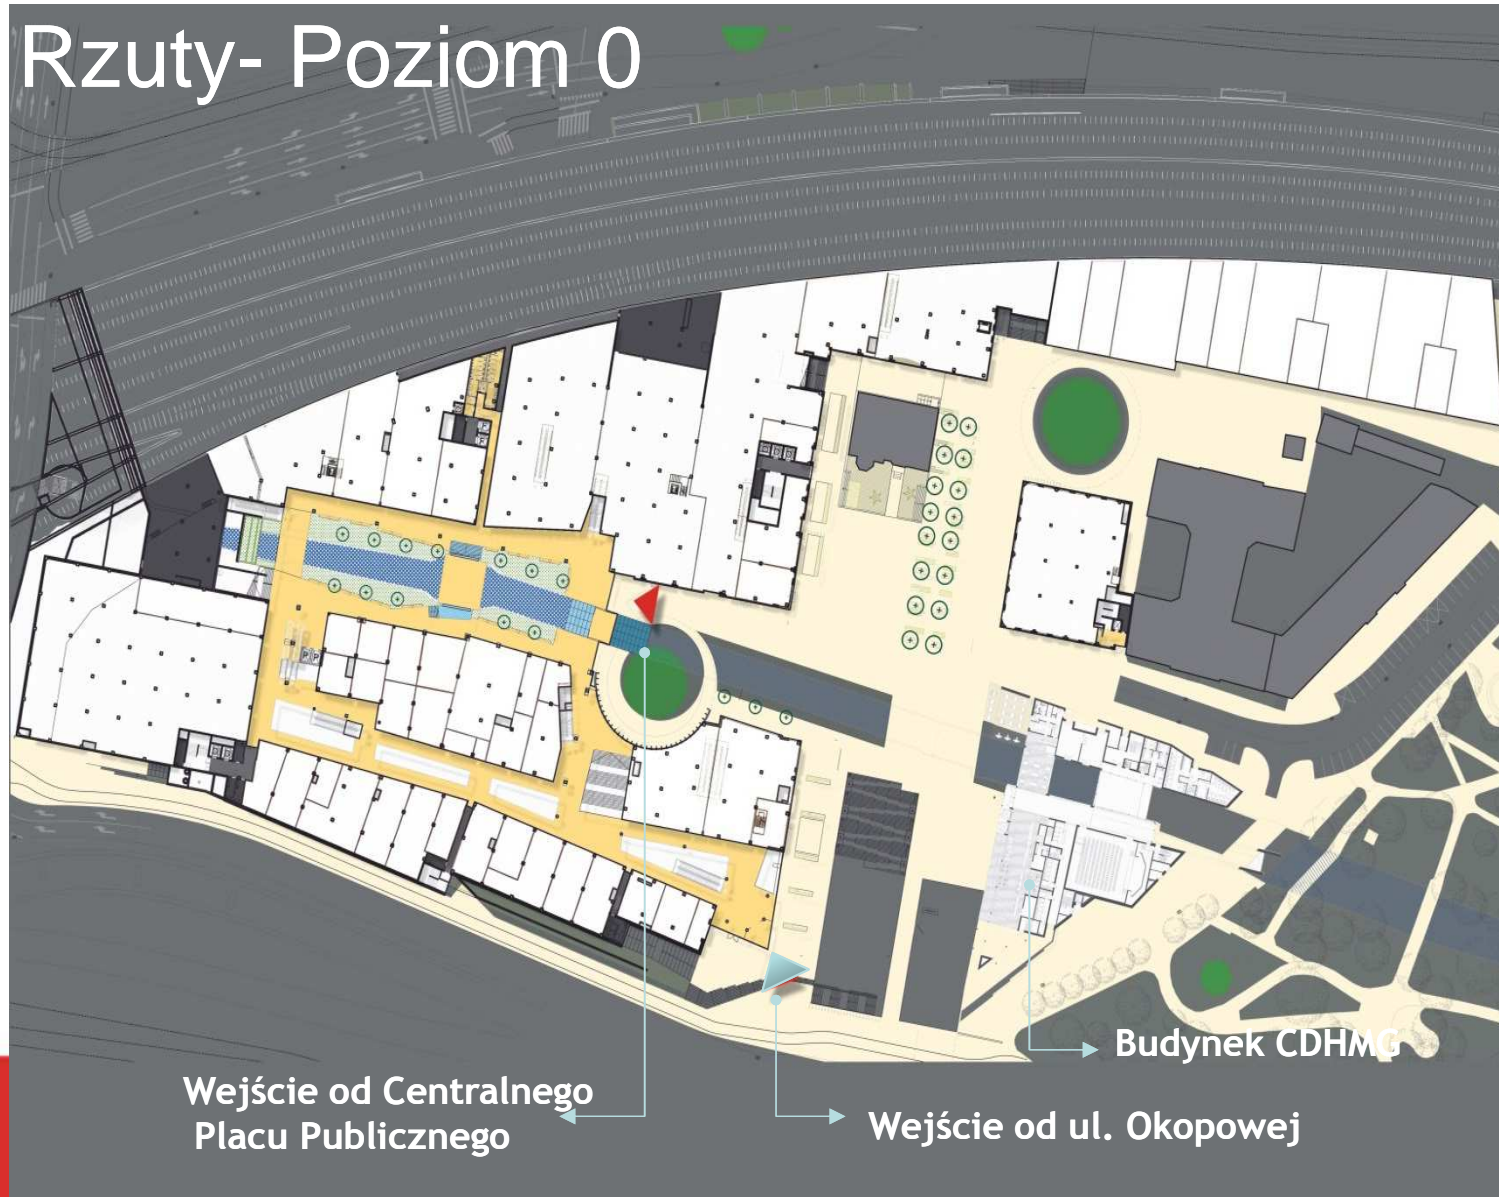 Rzuty- Poziom 0
Budynek CDHMG
Wejście od Centralnego
Placu Publicznego
Wejście od ul. Okopowej